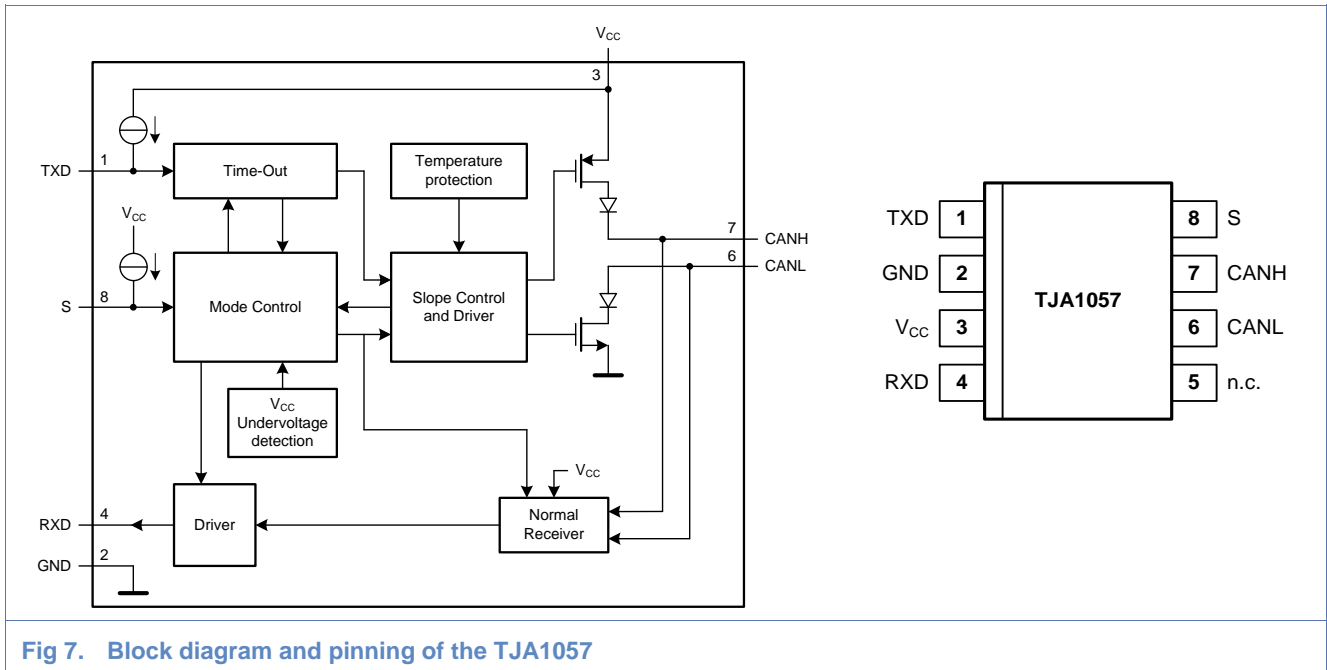 VCC
3
TXD
1
Time-Out
Temperature
protection
VCC
7
CANH
6
CANL
S
8
Mode Control
Slope Control
and Driver
VCC
Undervoltage
detection
VCC
RXD
4
Driver
Normal
Receiver
GND
2
TXD 1
GND 2
VCC 3
RXD 4
TJA1057
8 S
7 CANH
6 CANL
5 n.c.
Fig 7. Block diagram and pinning of the TJA1057